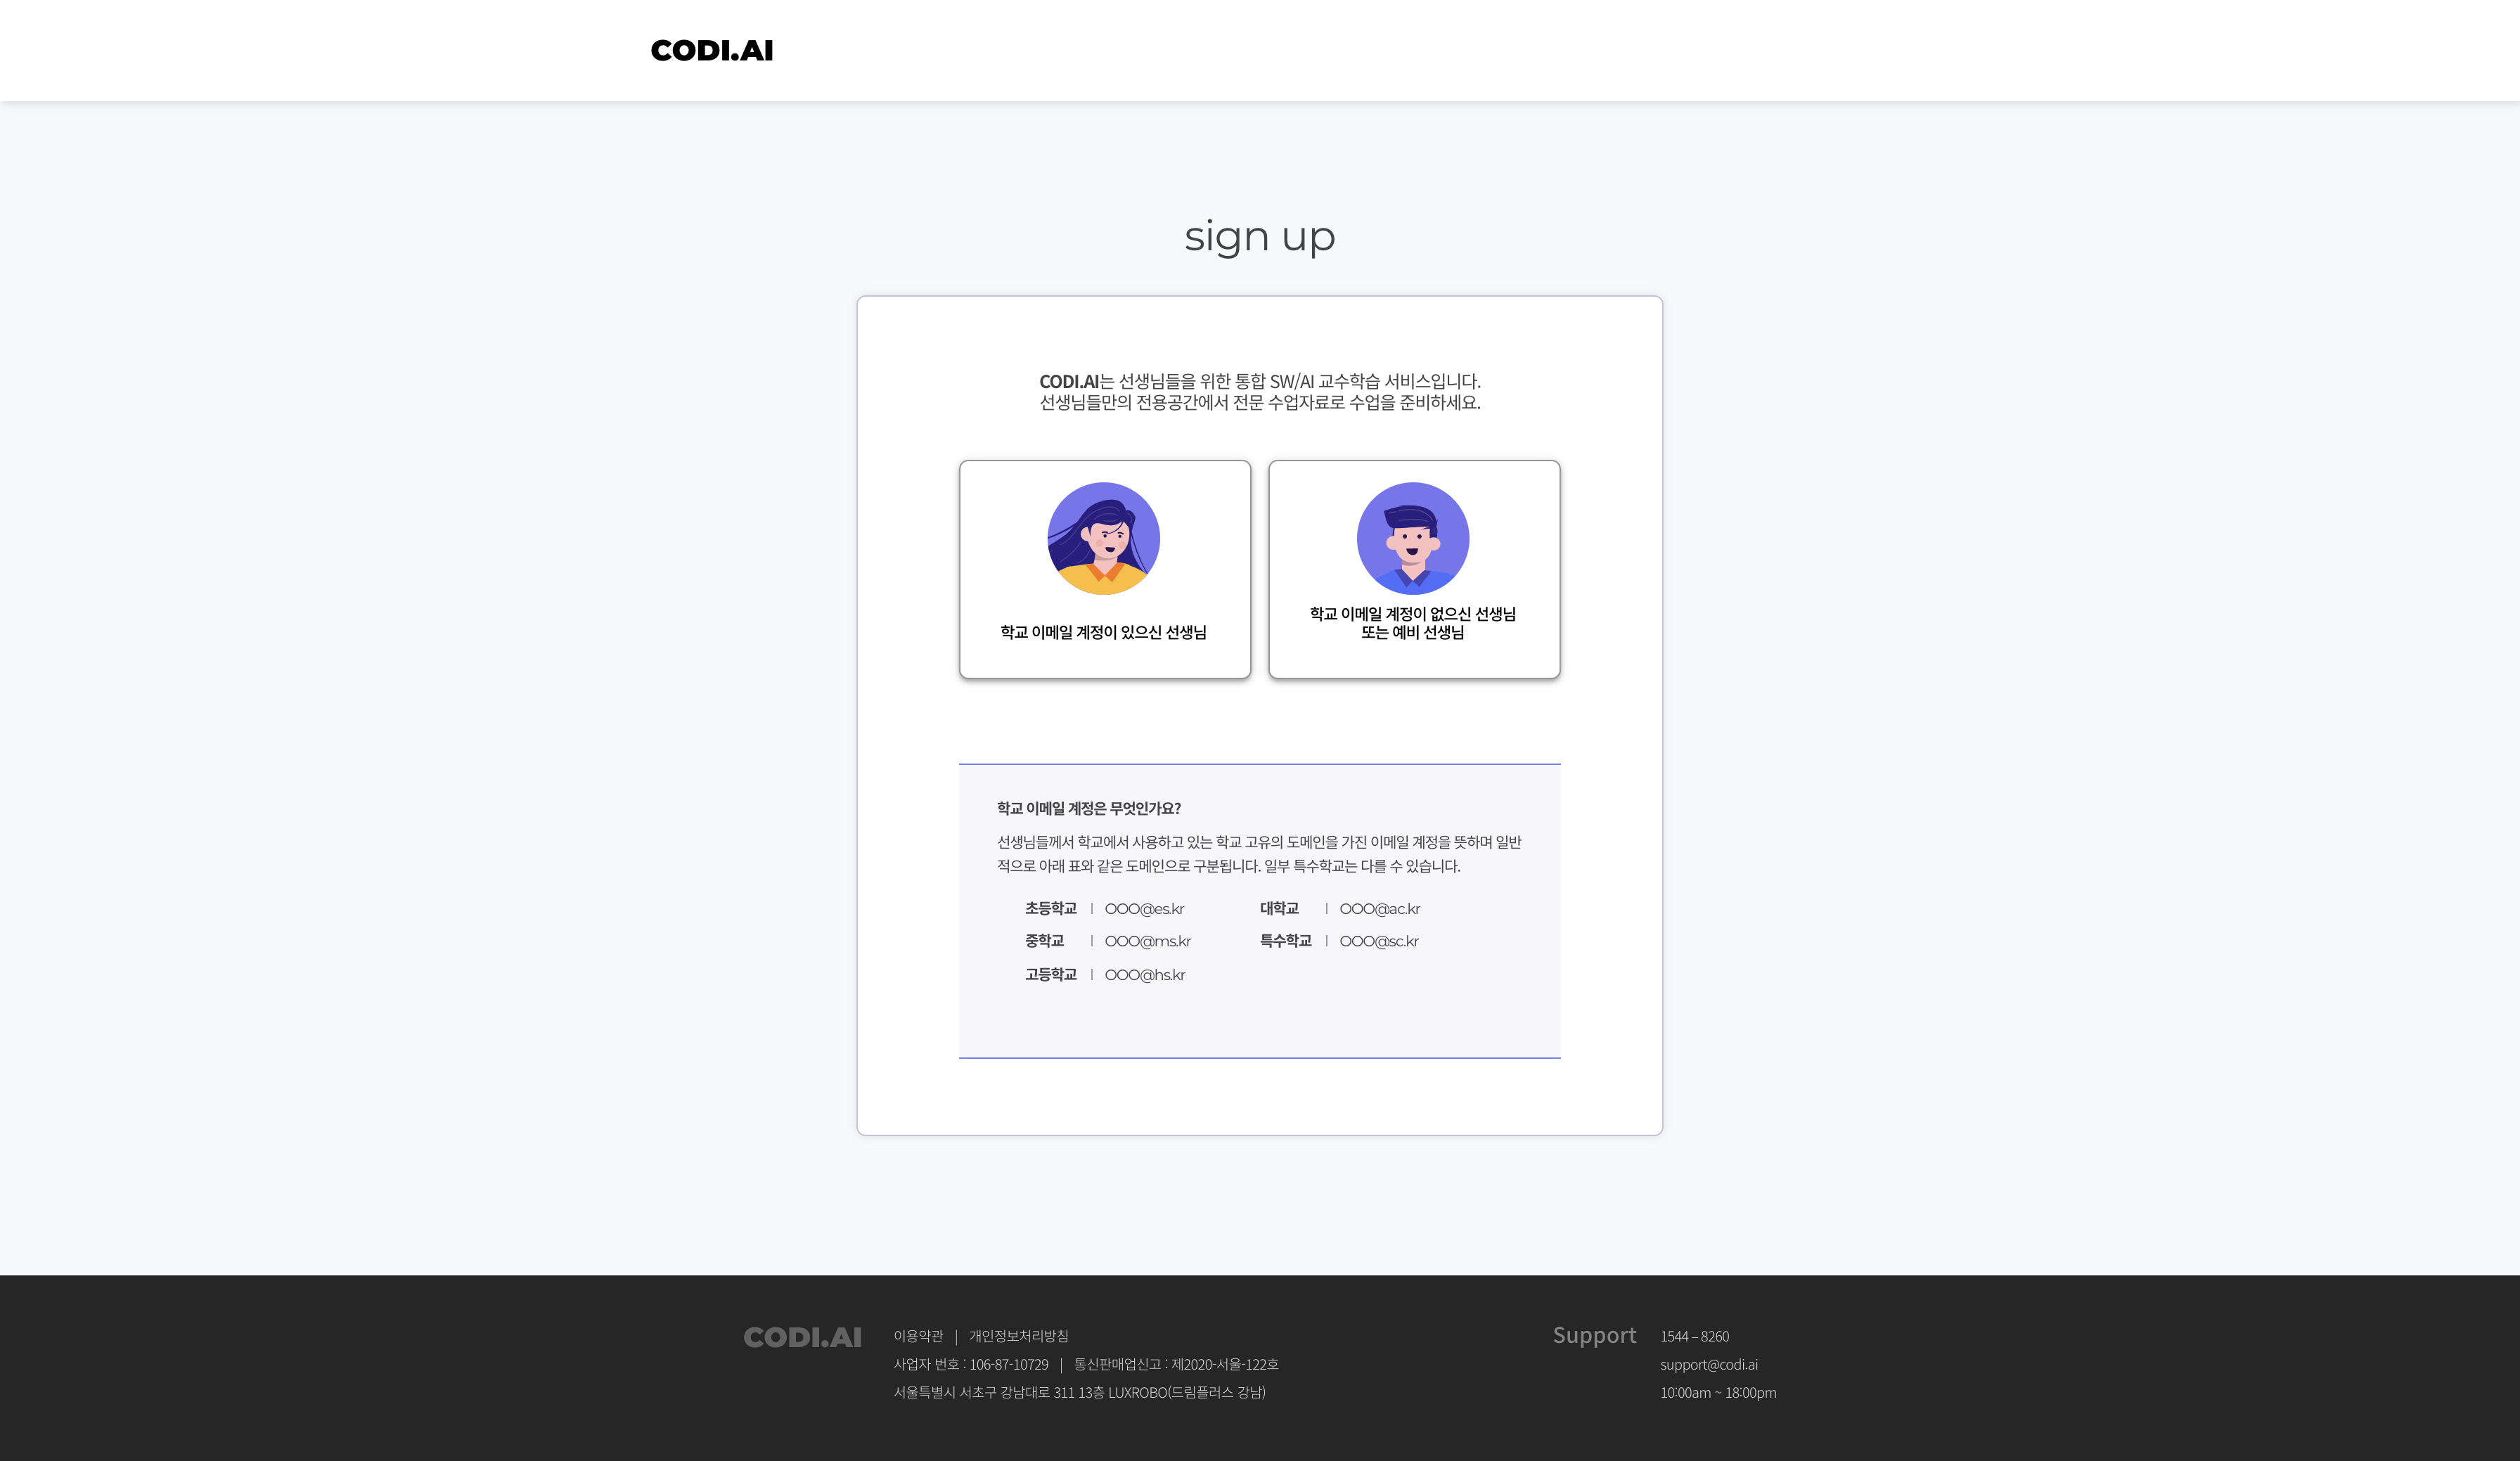 CODI.AI
sign up
CODI.AI는 선생님들을 위한 통합 SW/AI 교수학습 서비스입니다.
선생님들만의 전용공간에서 전문 수업자료로 수업을 준비하세요.
학교 이메일 계정이 있으신 선생님
학교 이메일 계정이 없으신 선생님
또는 예비 선생님
학교 이메일 계정은 무엇인가요?
선생님들께서 학교에서 사용하고 있는 학교 고유의 도메인을 가진 이메일 계정을 뜻하며 일반
적으로 아래 표와 같은 도메인으로 구분됩니다. 일부 특수학교는 다를 수 있습니다.
초등학교 | OOO@es.kr 대학교 | OOO@ac.kr
중학교 | OOO@ms.kr 특수학교 | OOO@sc.kr
고등학교 | OOO@hs.kr
CODI.AI 이용약관 | 개인정보처리방침
사업자 번호 : 106-87-10729 | 통신판매업신고 : 제2020-서울-122호
서울특별시 서초구 강남대로 311 13층 LUXROBO(드림플러스 강남)
Support 1544 – 8260
support@codi.ai
10:00am ~ 18:00pm